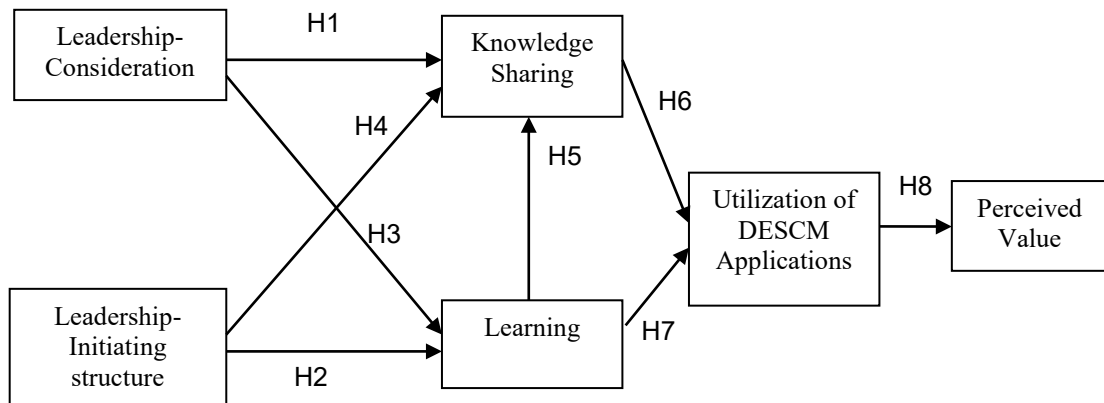 Leadership-
Consideration
H1
Knowledge
Sharing
H4
H6
H5
H3
Utilization of
DESCM
Applications
H8
Perceived
Value
Leadership-
Initiating
structure
H2
Learning
H7